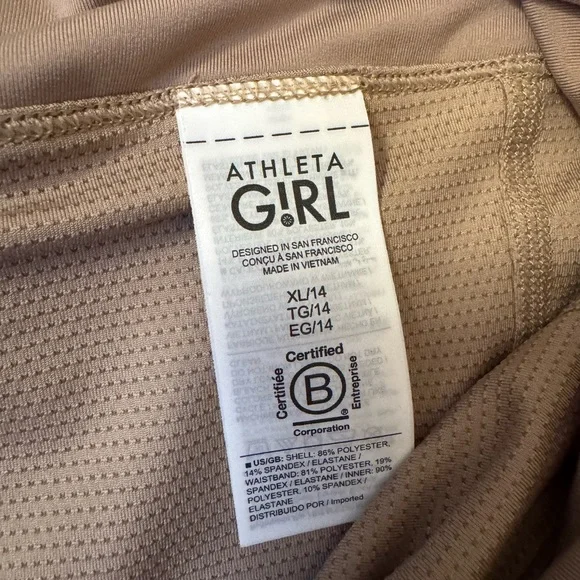 ATHLETA
G!RL
DESIGNED IN SAN FRANCISCO
CONÇU À SAN FRANCISCO
MADE IN VIETNAM
XL/14
TG/14
EG/14
Certified
Certifiée
B
Entreprise
®
Corporation
■ US/GB: SHELL: 86% POLYESTER,
14% SPANDEX / ELASTANE /
WAISTBAND: 81% POLYESTER, 19%
SPANDEX / ELASTANE / INNER: 90%
POLYESTER, 10% SPANDEX /
ELASTANE
DISTRIBUIDO POR / Imported